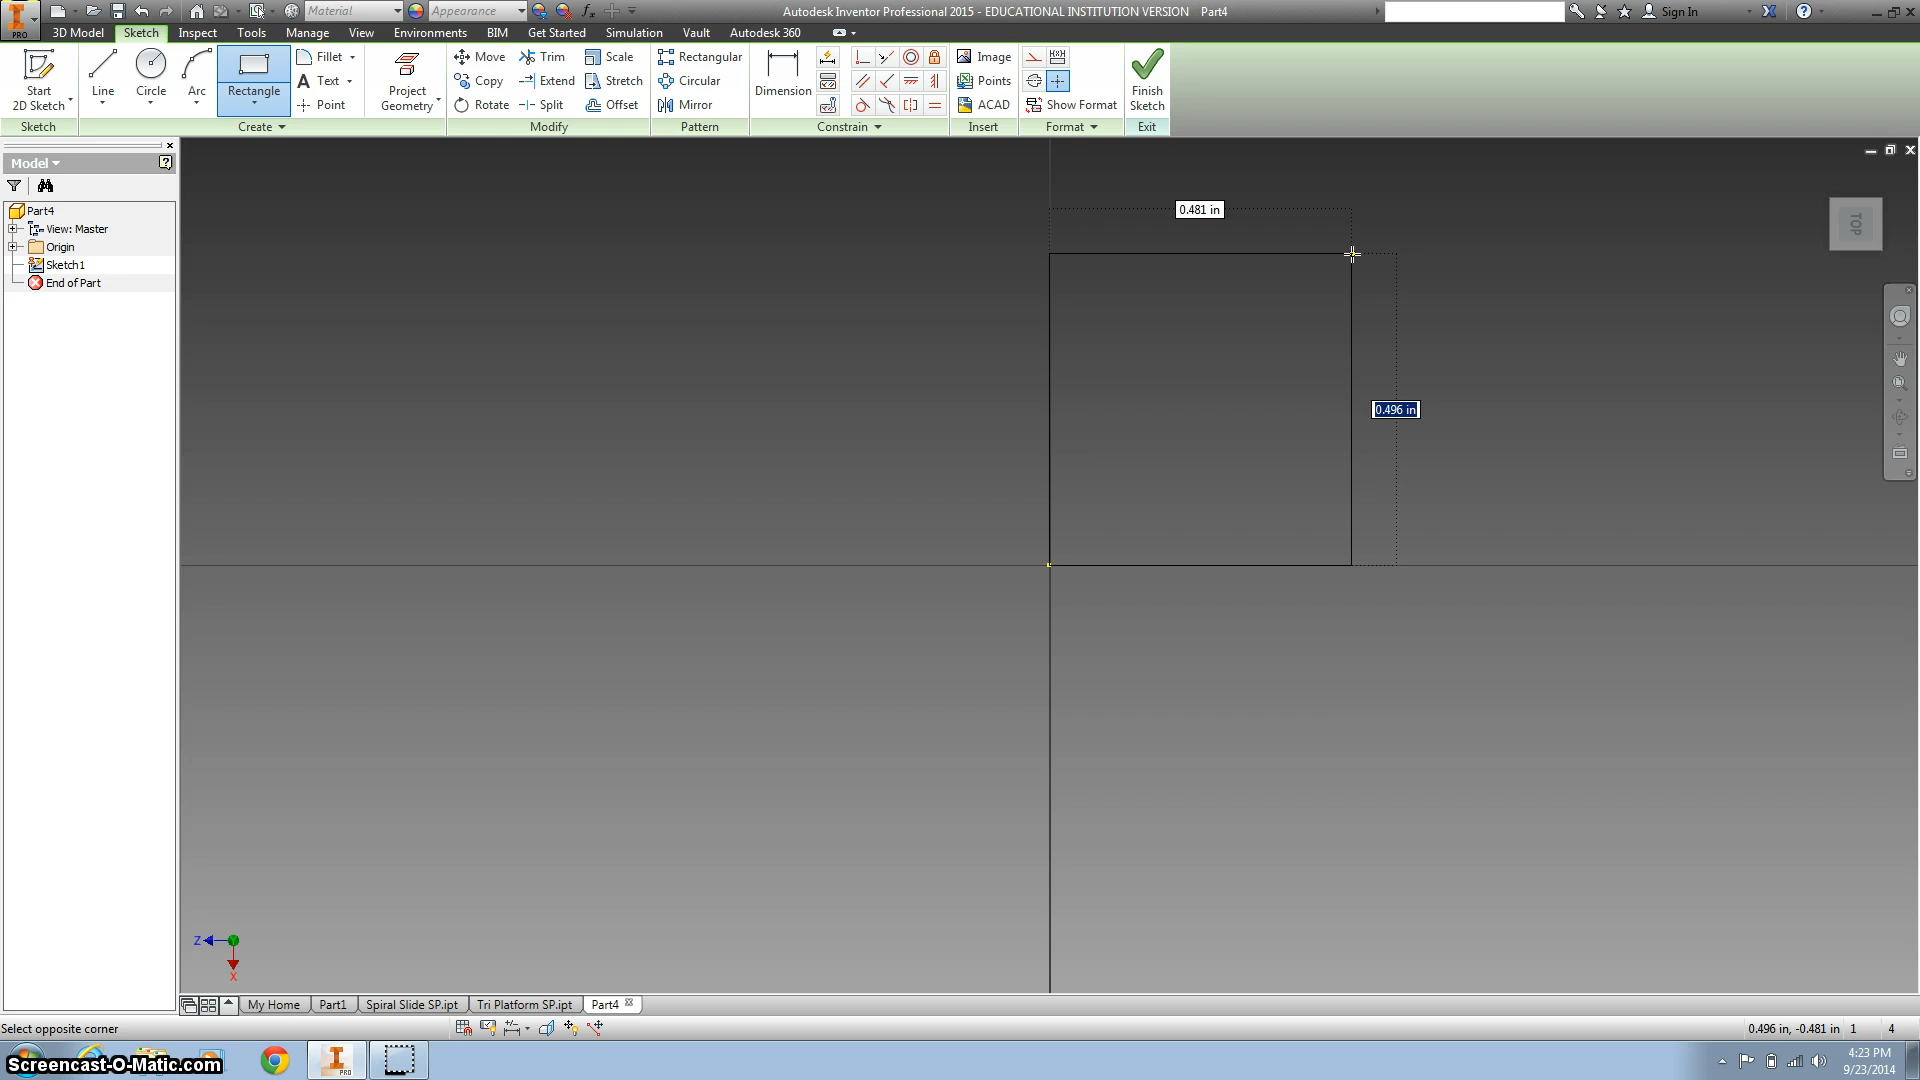 Material
Appearance
Autodesk Inventor Professional 2015 - EDUCATIONAL INSTITUTION VERSION Part4
Sign In
PRO
3D Model Sketch Inspect Tools Manage View Environments BIM Get Started Simulation Vault Autodesk 360
Start
2D Sketch
Line
Circle
Arc
Rectangle
Fillet
Text
Point
Project
Geometry
Move
Copy
Rotate
Trim
Extend
Split
Scale
Stretch
Offset
Rectangular
Circular
Mirror
Dimension
Image
Points
ACAD
Show Format
Finish
Sketch
Sketch Create Modify Pattern Constrain Insert Format Exit
Model
Part4
View: Master
Origin
Sketch1
End of Part
0.481 in
0.496 in
TOP
Z
X
My Home Part1 Spiral Slide SP.ipt Tri Platform SP.ipt Part4
Select opposite corner
0.496 in, -0.481 in 1 4
Screencast-O-Matic.com
PRO
4:23 PM
9/23/2014